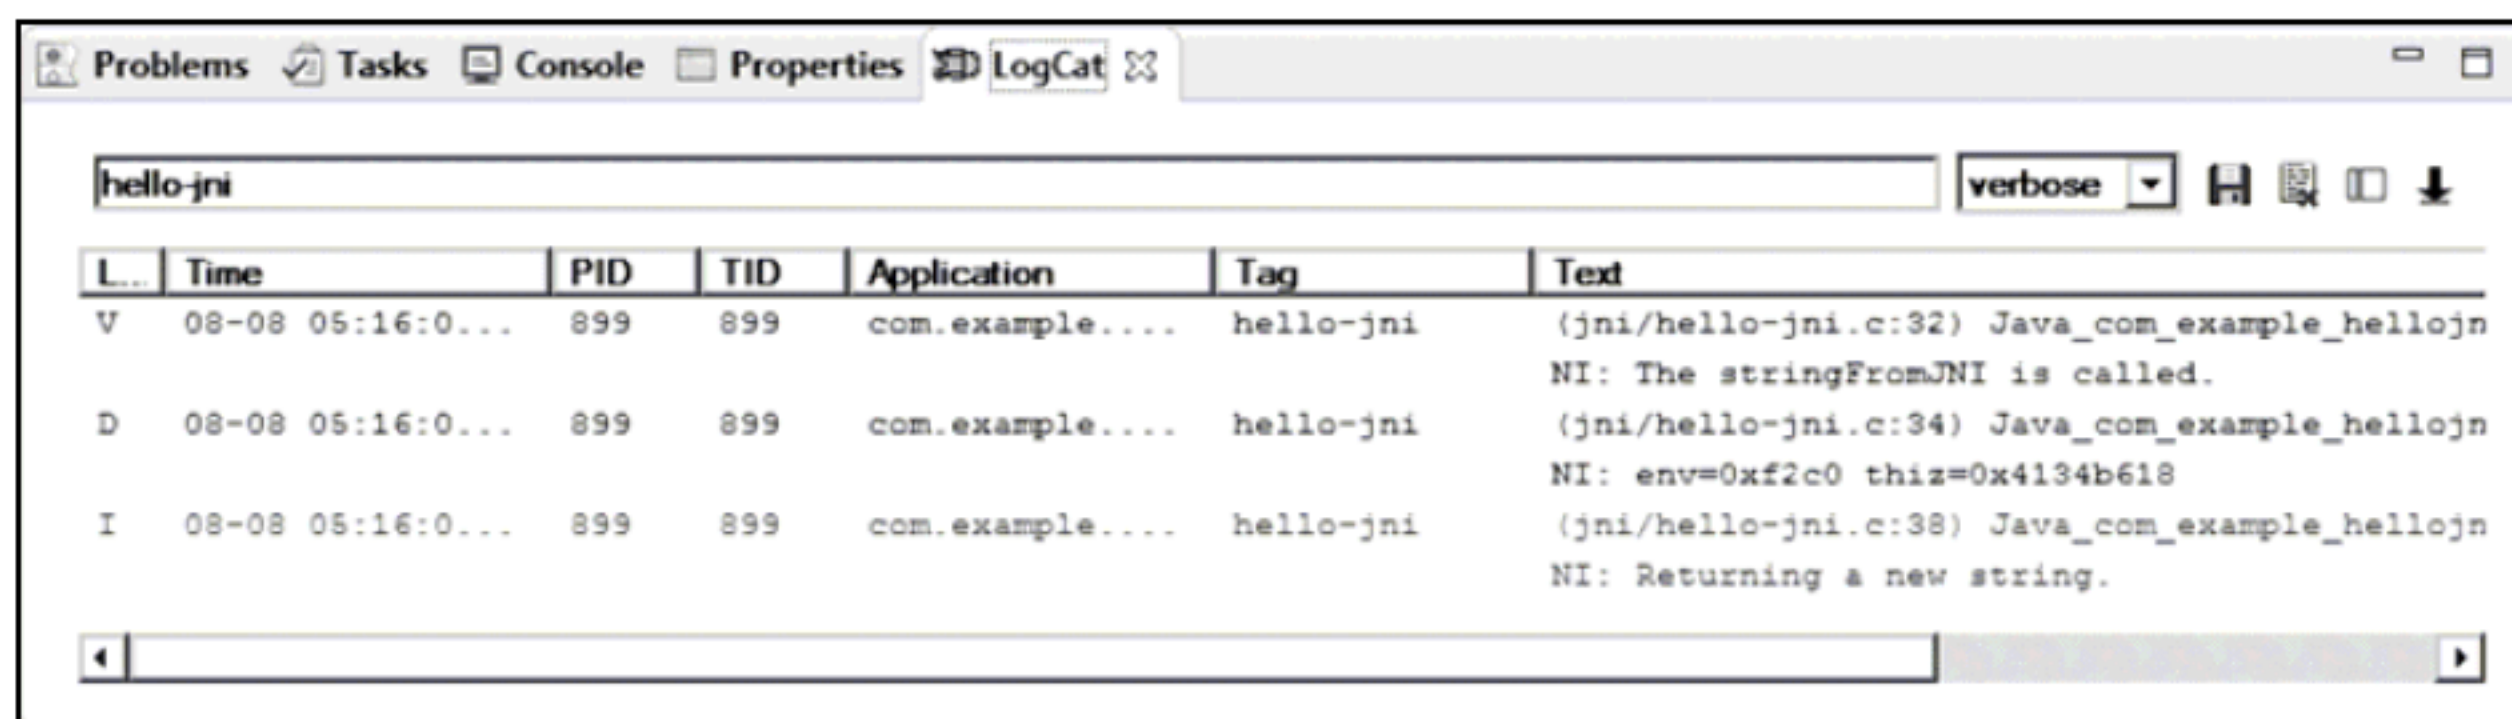 Problems Tasks Console Properties LogCat
hello-jni verbose
L... Time PID TID Application Tag Text
V 08-08 05:16:0... 899 899 com.example.... hello-jni (jni/hello-jni.c:32) Java_com_example_hellojn
NI: The stringFromJNI is called.
D 08-08 05:16:0... 899 899 com.example.... hello-jni (jni/hello-jni.c:34) Java_com_example_hellojn
NI: env=0xf2c0 thiz=0x4134b618
I 08-08 05:16:0... 899 899 com.example.... hello-jni (jni/hello-jni.c:38) Java_com_example_hellojn
NI: Returning a new string.